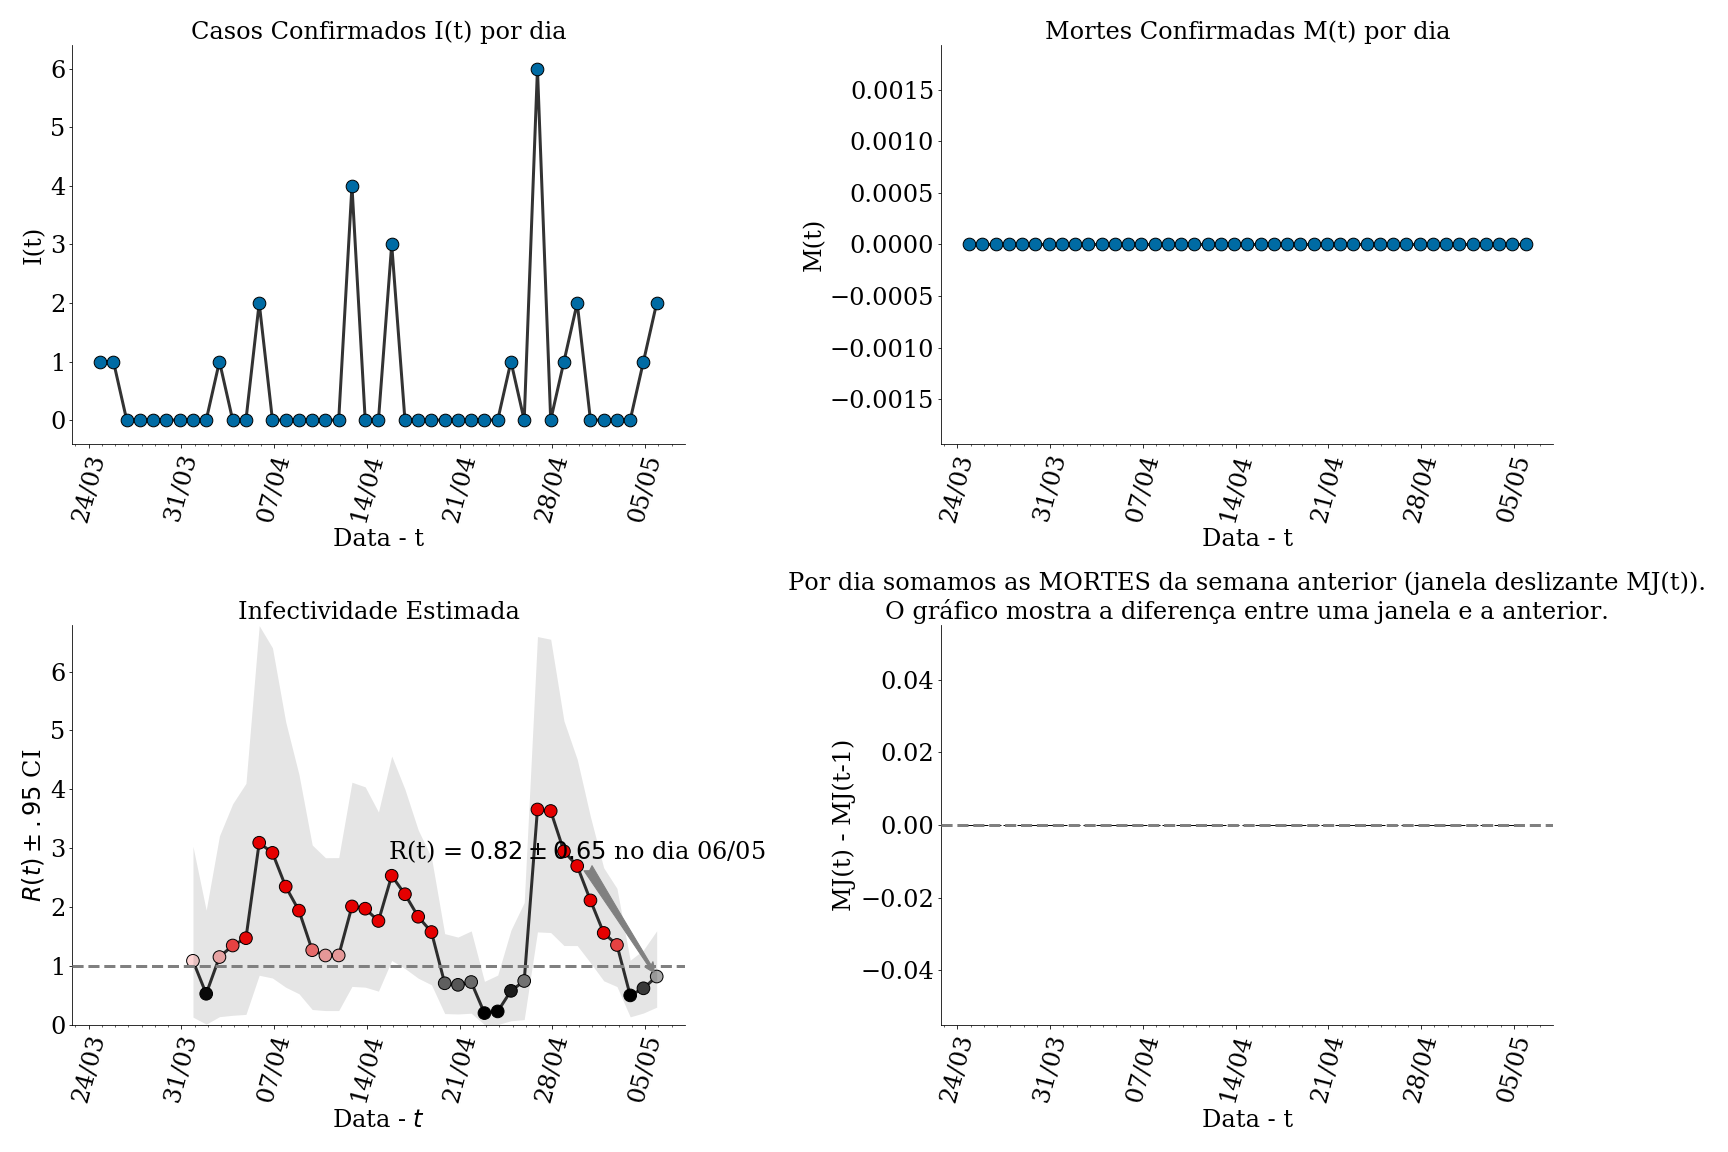 Casos Confirmados I(t) por dia
I(t)
6
5
4
3
2
1
0
24/03 31/03 07/04 14/04 21/04 28/04 05/05
Data - t
Mortes Confirmadas M(t) por dia
M(t)
0.0015
0.0010
0.0005
0.0000
−0.0005
−0.0010
−0.0015
24/03 31/03 07/04 14/04 21/04 28/04 05/05
Data - t
Infectividade Estimada
R(t) ± .95 CI
6
5
4
3
2
1
0
R(t) = 0.82 ± 0.65 no dia 06/05
24/03 31/03 07/04 14/04 21/04 28/04 05/05
Data - t
Por dia somamos as MORTES da semana anterior (janela deslizante MJ(t)).
O gráfico mostra a diferença entre uma janela e a anterior.
MJ(t) - MJ(t-1)
0.04
0.02
0.00
−0.02
−0.04
24/03 31/03 07/04 14/04 21/04 28/04 05/05
Data - t